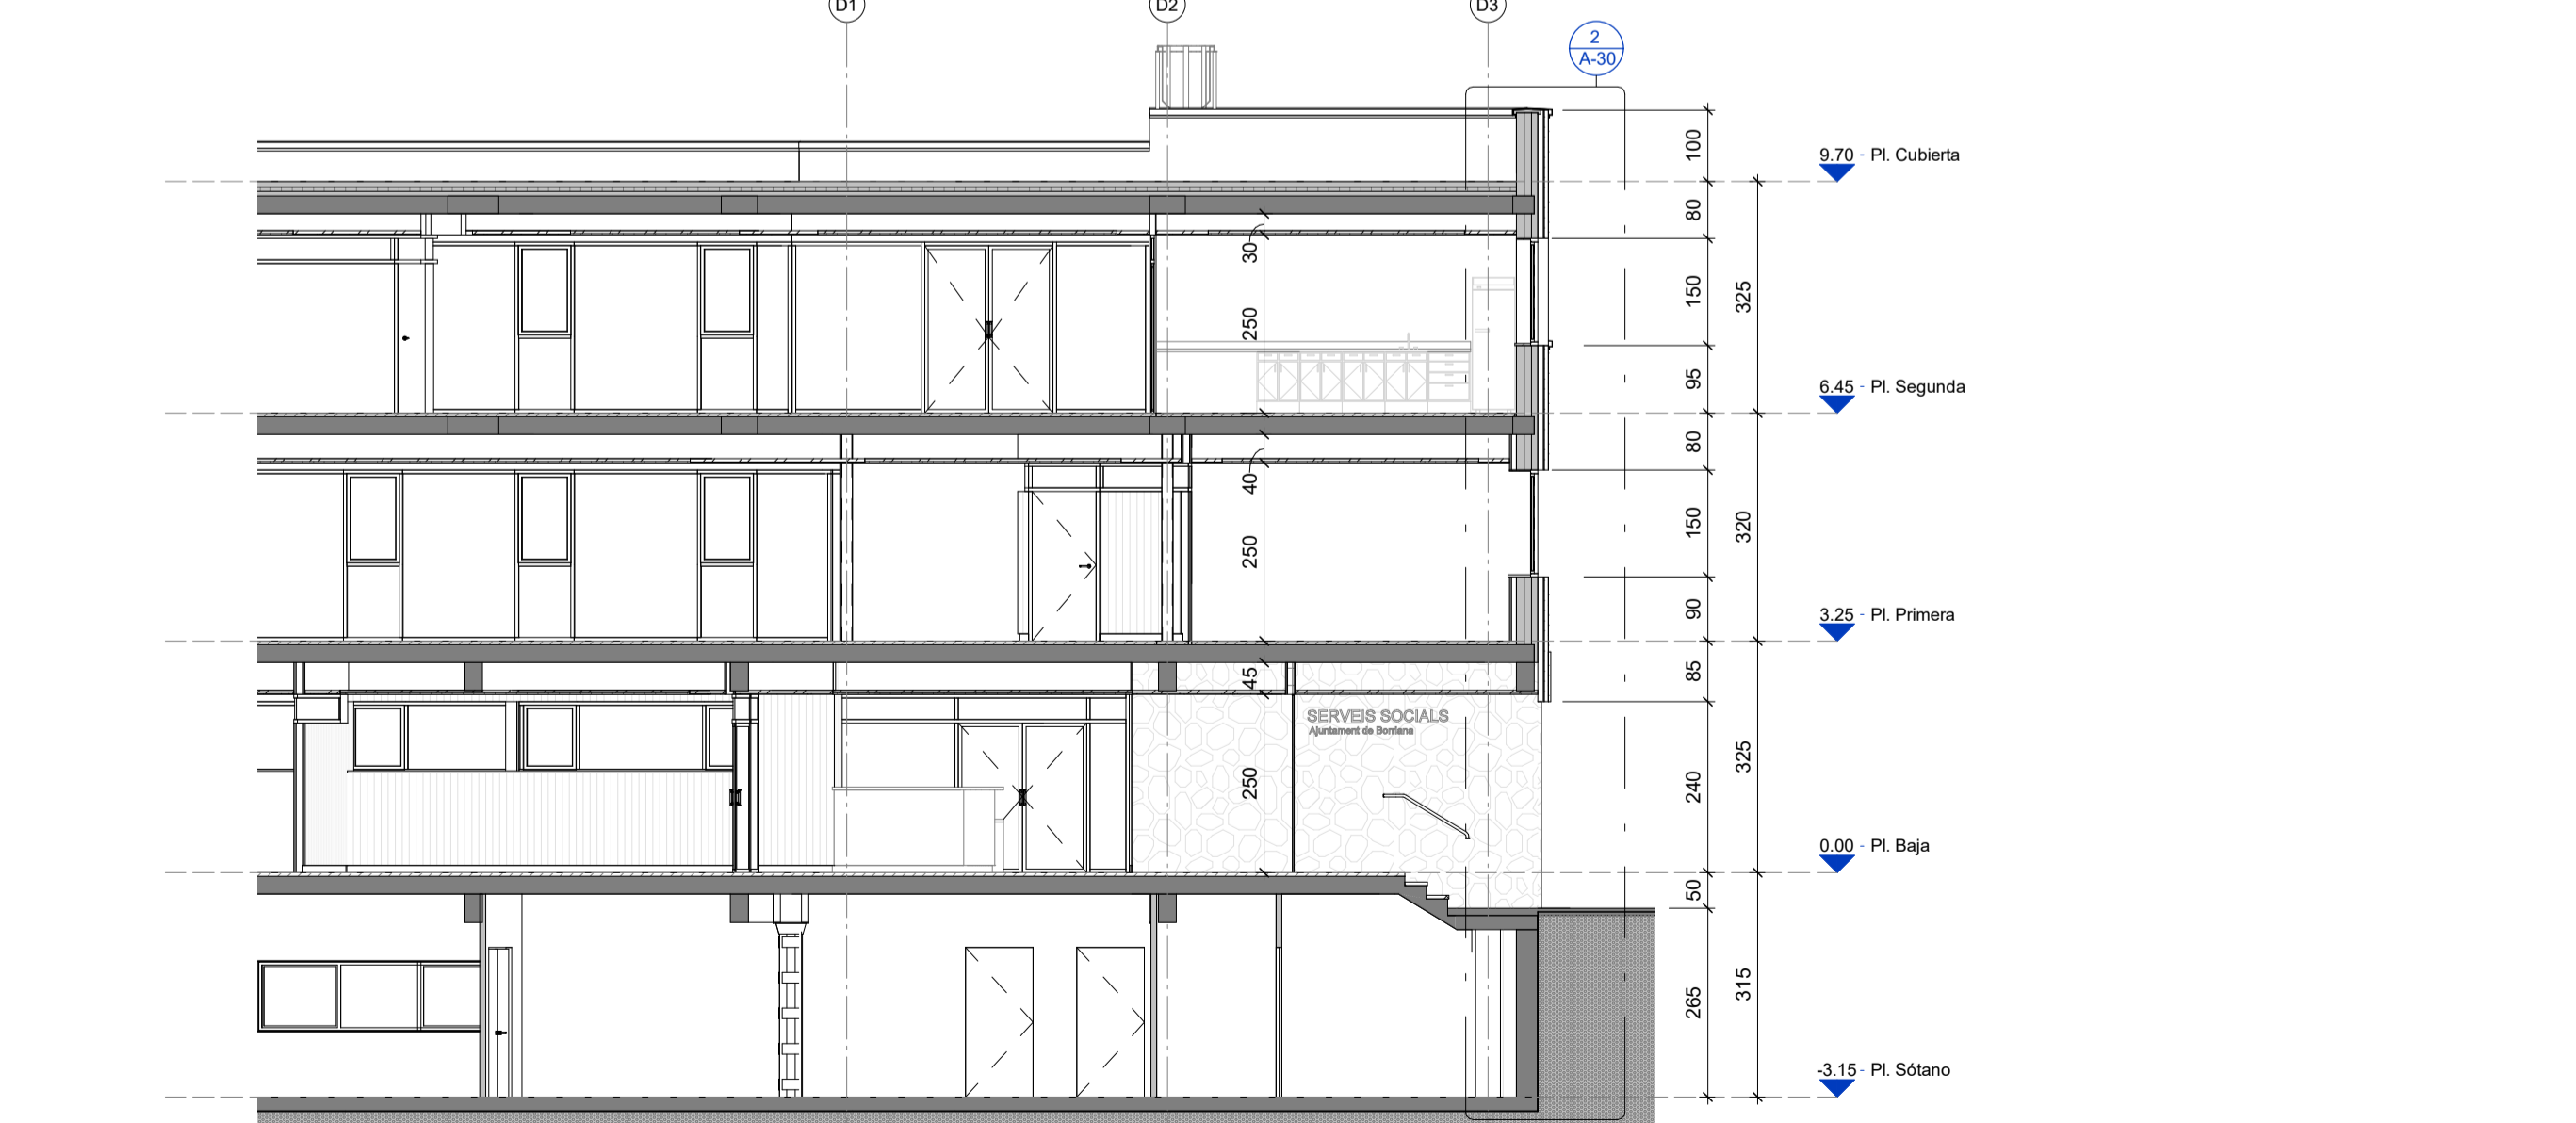 D1
D2
D3
2
A-30
100
9.70 - Pl. Cubierta
80
30
150
325
250
95
6.45 - Pl. Segunda
80
40
150
320
250
90
3.25 - Pl. Primera
85
45
SERVEIS SOCIALS
Ajuntament de Borriana
325
250
240
0.00 - Pl. Baja
50
315
265
-3.15 - Pl. Sótano